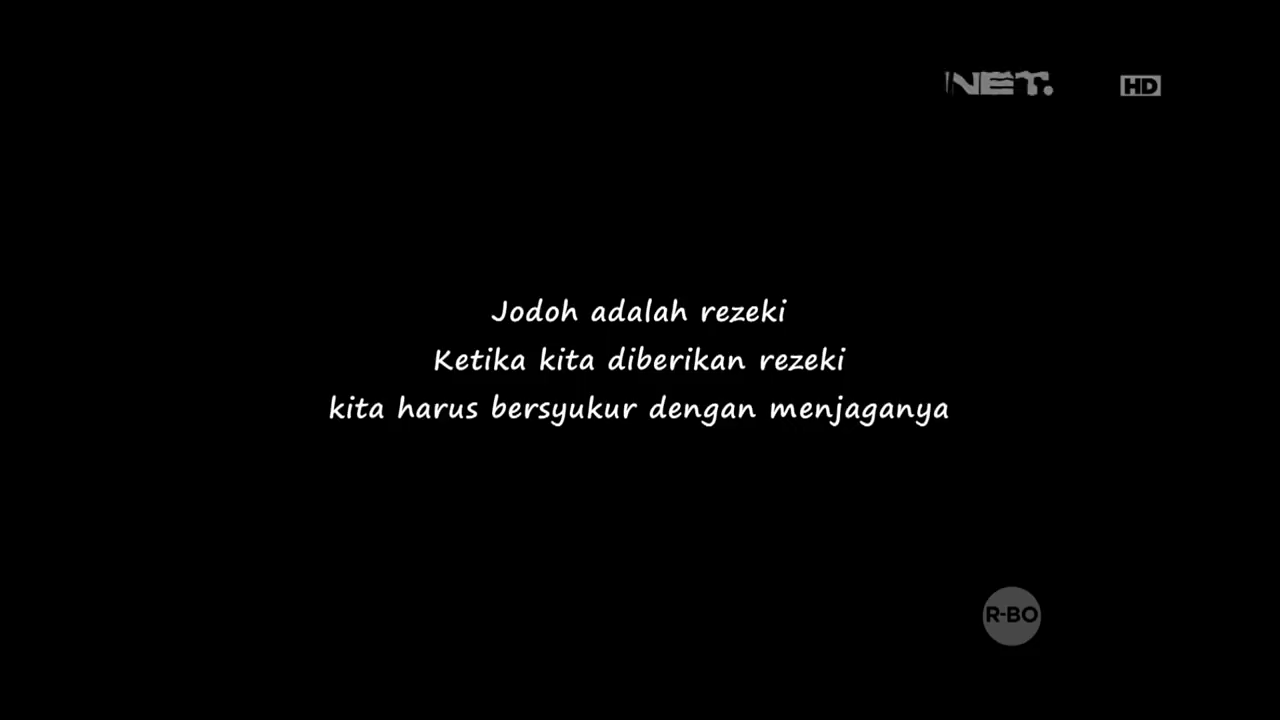 NET.
HD
Jodoh adalah rezeki
Ketika kita diberikan rezeki
kita harus bersyukur dengan menjaganya
R-BO